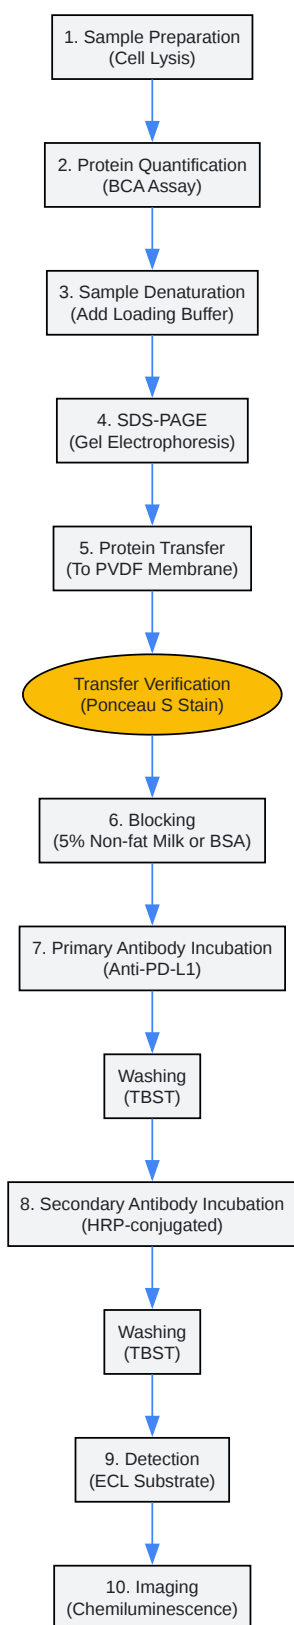 1. Sample Preparation
(Cell Lysis)
2. Protein Quantification
(BCA Assay)
3. Sample Denaturation
(Add Loading Buffer)
4. SDS-PAGE
(Gel Electrophoresis)
5. Protein Transfer
(To PVDF Membrane)
Transfer Verification
(Ponceau S Stain)
6. Blocking
(5% Non-fat Milk or BSA)
7. Primary Antibody Incubation
(Anti-PD-L1)
Washing
(TBST)
8. Secondary Antibody Incubation
(HRP-conjugated)
Washing
(TBST)
9. Detection
(ECL Substrate)
10. Imaging
(Chemiluminescence)